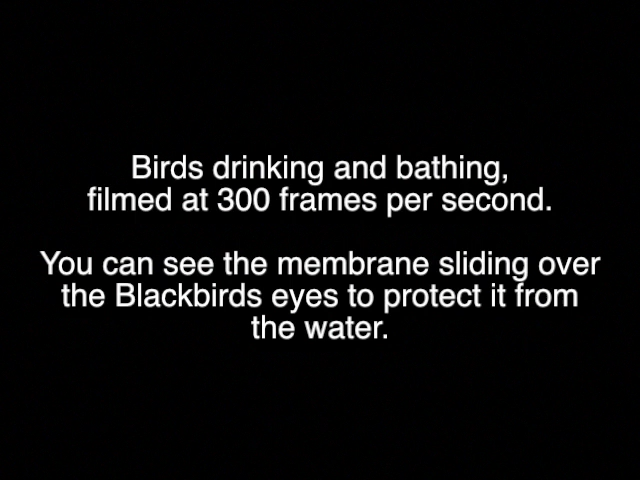 Birds drinking and bathing,
filmed at 300 frames per second.
You can see the membrane sliding over
the Blackbirds eyes to protect it from
the water.